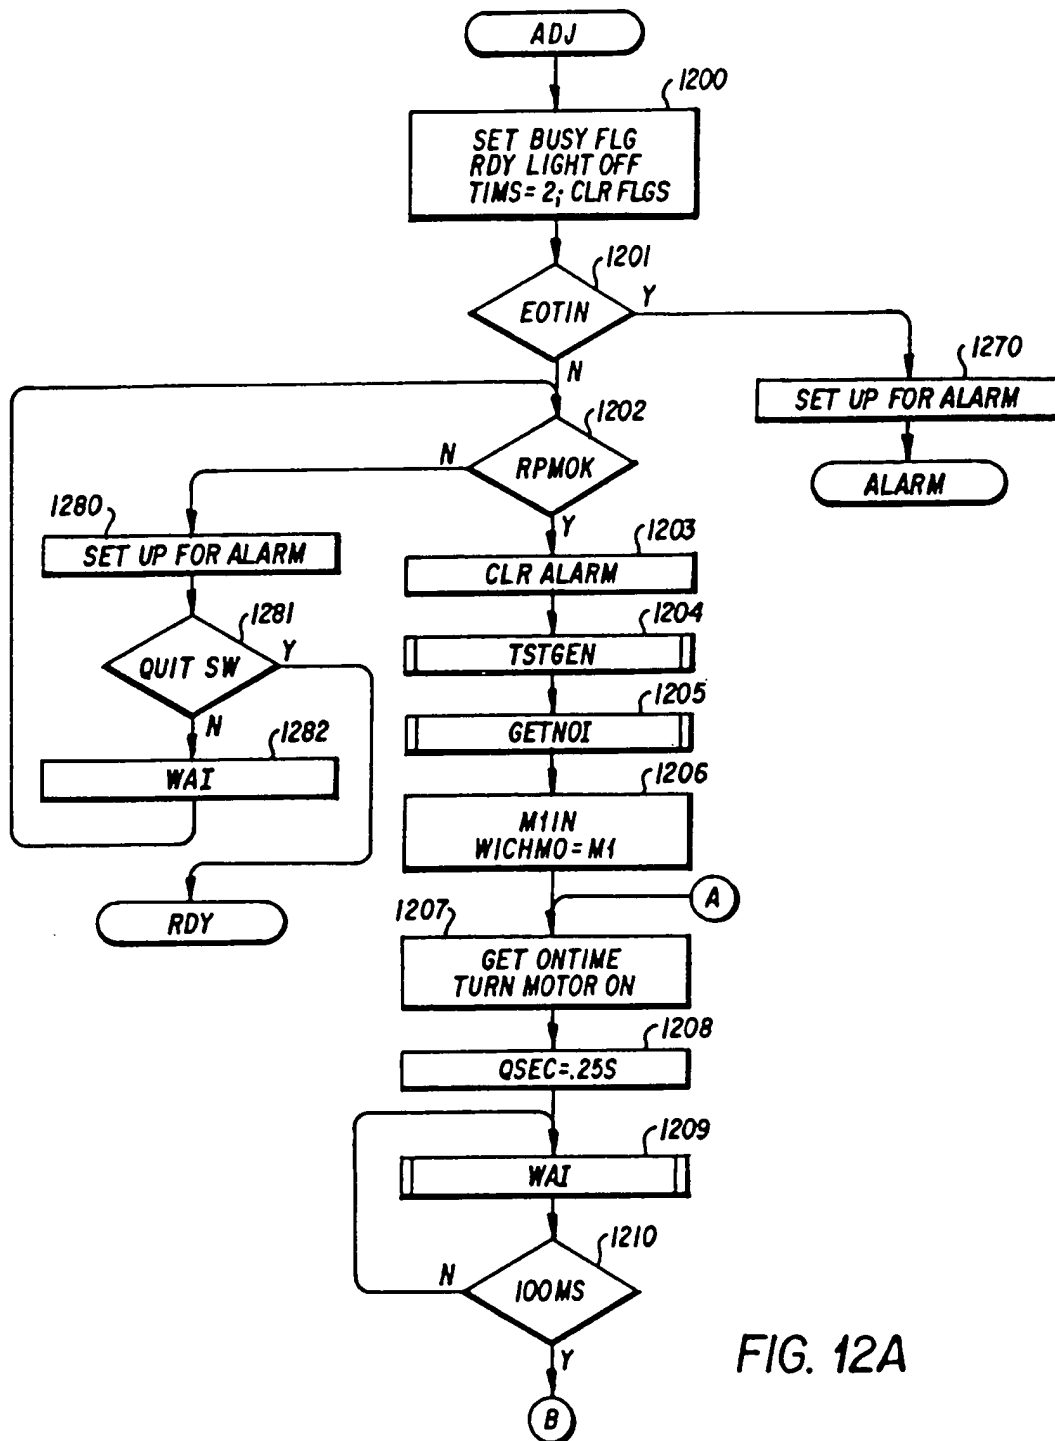 ADJ
1200
SET BUSY FLG
RDY LIGHT OFF
TIMS = 2; CLR FLGS
1201
EOTIN
Y
N
1270
SET UP FOR ALARM
ALARM
1202
RPMOK
N
Y
1280
SET UP FOR ALARM
1281
QUIT SW
Y
N
1282
WAI
RDY
1203
CLR ALARM
1204
TSTGEN
1205
GETNOI
1206
M1IN
WICHMO = M1
A
1207
GET ONTIME
TURN MOTOR ON
1208
QSEC=.25S
1209
WAI
1210
100MS
N
Y
B
FIG. 12A